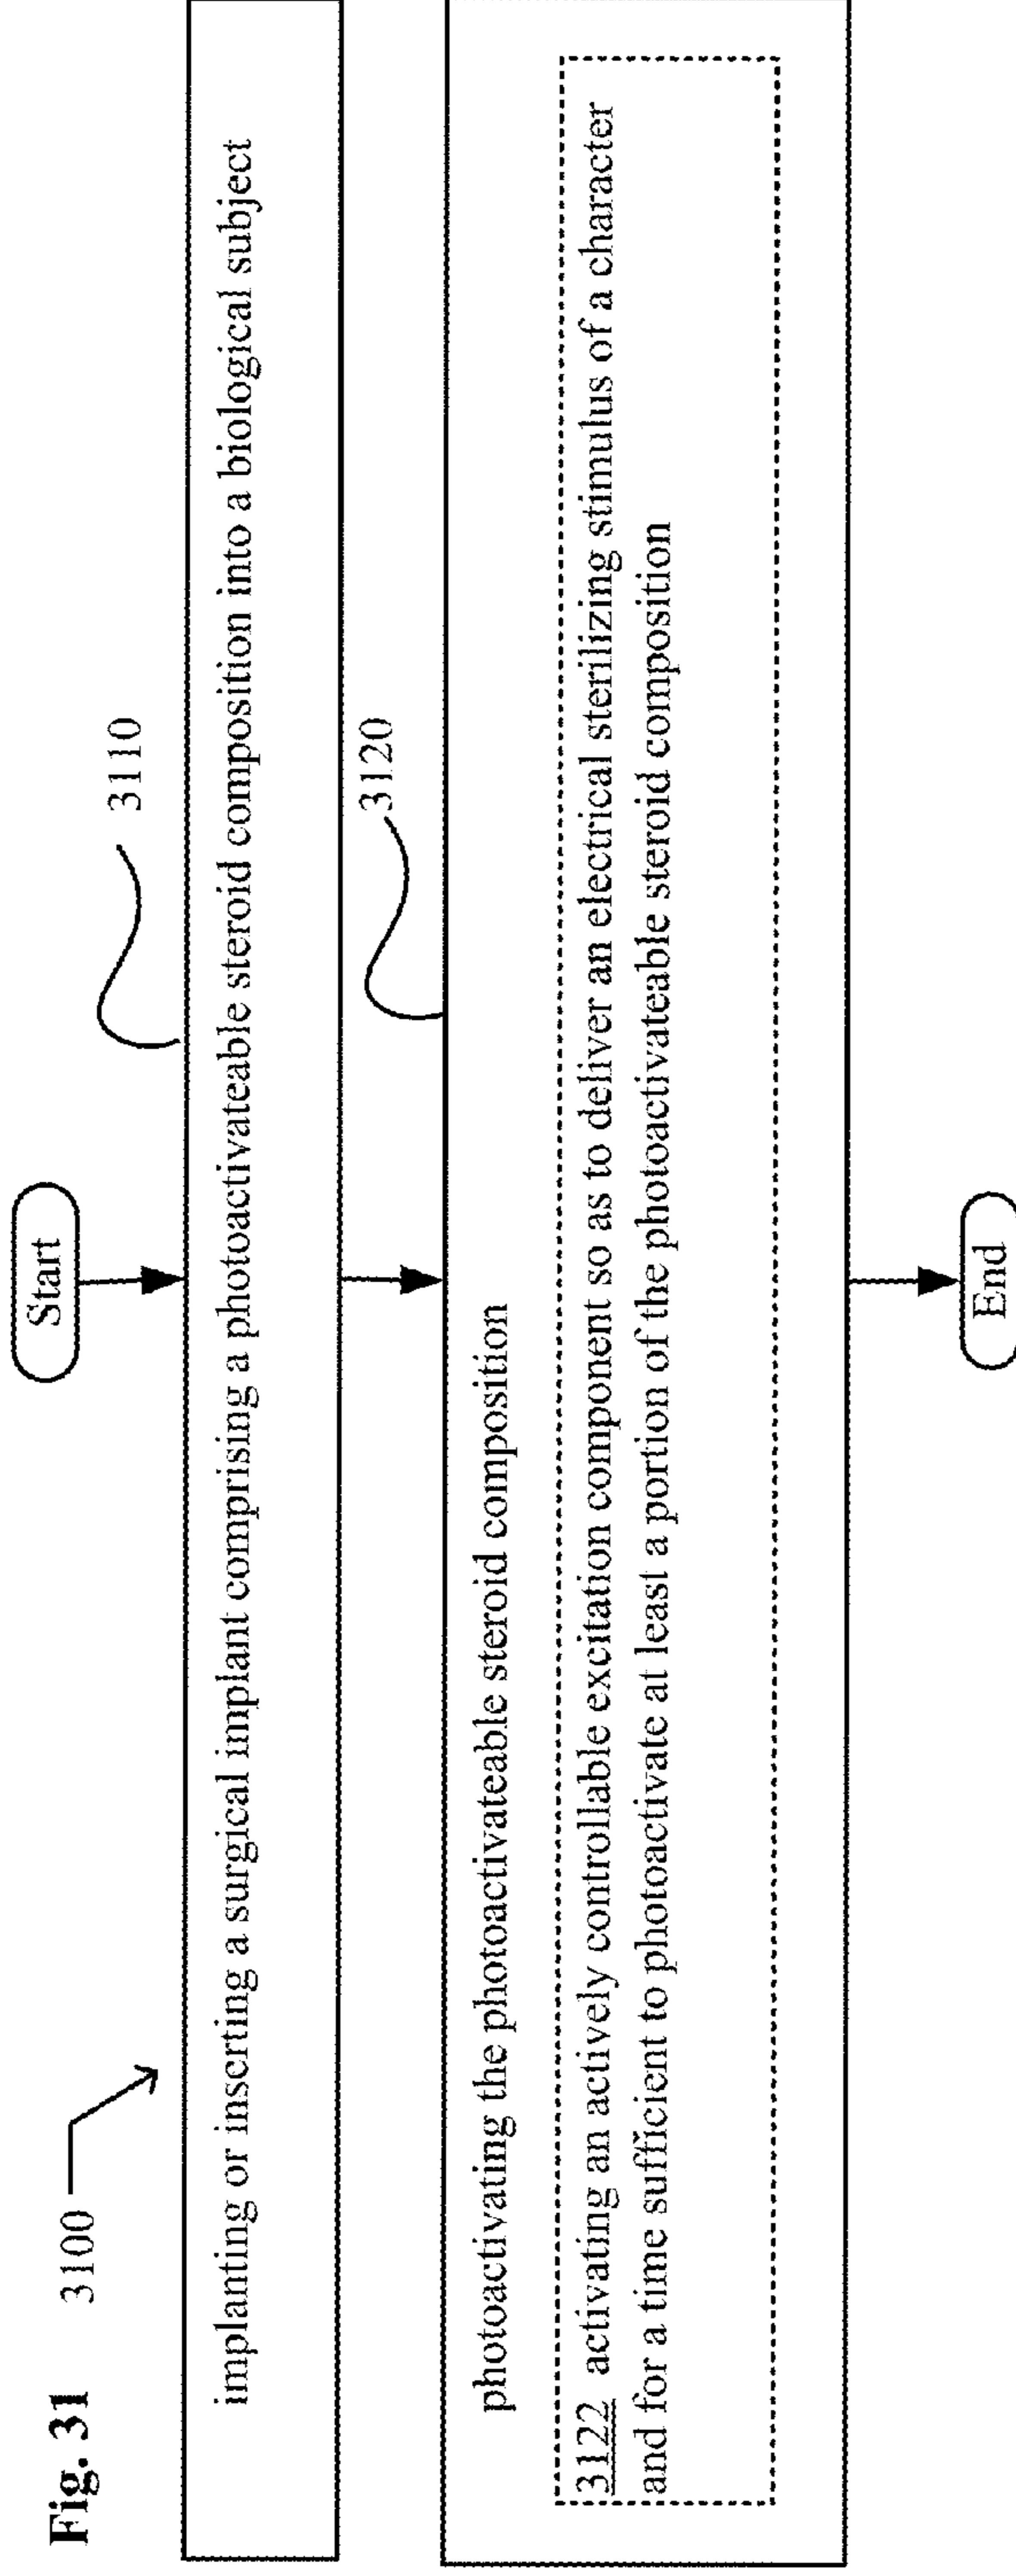 Fig. 31
3100
Start
3110
implanting or inserting a surgical implant comprising a photoactivateable steroid composition into a biological subject
3120
photoactivating the photoactivateable steroid composition
3122 activating an actively controllable excitation component so as to deliver an electrical sterilizing stimulus of a character
and for a time sufficient to photoactivate at least a portion of the photoactivateable steroid composition
End